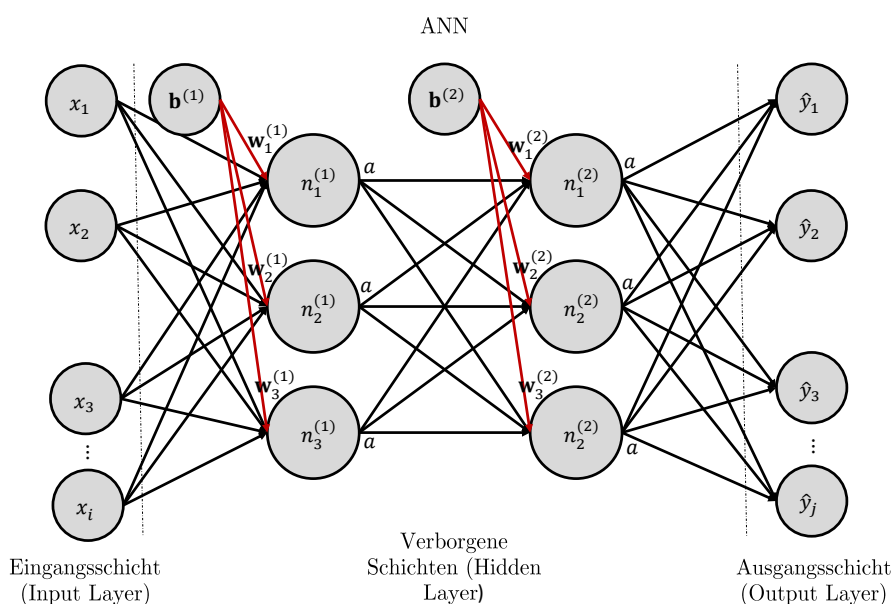 ANN
x₁
x₂
x₃
⋮
xᵢ
b⁽¹⁾
w₁⁽¹⁾
w₂⁽¹⁾
w₃⁽¹⁾
n₁⁽¹⁾
n₂⁽¹⁾
n₃⁽¹⁾
a
a
a
b⁽²⁾
w₁⁽²⁾
w₂⁽²⁾
w₃⁽²⁾
n₁⁽²⁾
n₂⁽²⁾
n₂⁽²⁾
a
a
a
ŷ₁
ŷ₂
ŷ₃
⋮
ŷⱼ
Eingangsschicht
(Input Layer)
Verborgene
Schichten (Hidden
Layer)
Ausgangsschicht
(Output Layer)